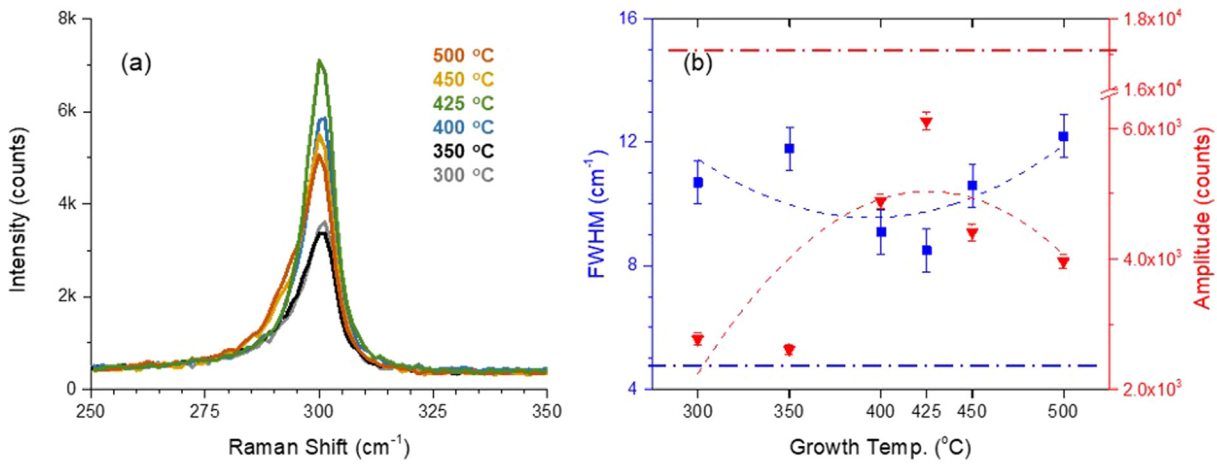 (a)
8k
6k
4k
2k
0
Intensity (counts)
500 °C
450 °C
425 °C
400 °C
350 °C
300 °C
250
275
300
325
350
Raman Shift (cm⁻¹)
(b)
16
12
8
4
FWHM (cm⁻¹)
1.8x10⁴
1.6x10⁴
6.0x10³
4.0x10³
2.0x10³
Amplitude (counts)
300
350
400
425
450
500
Growth Temp. (°C)